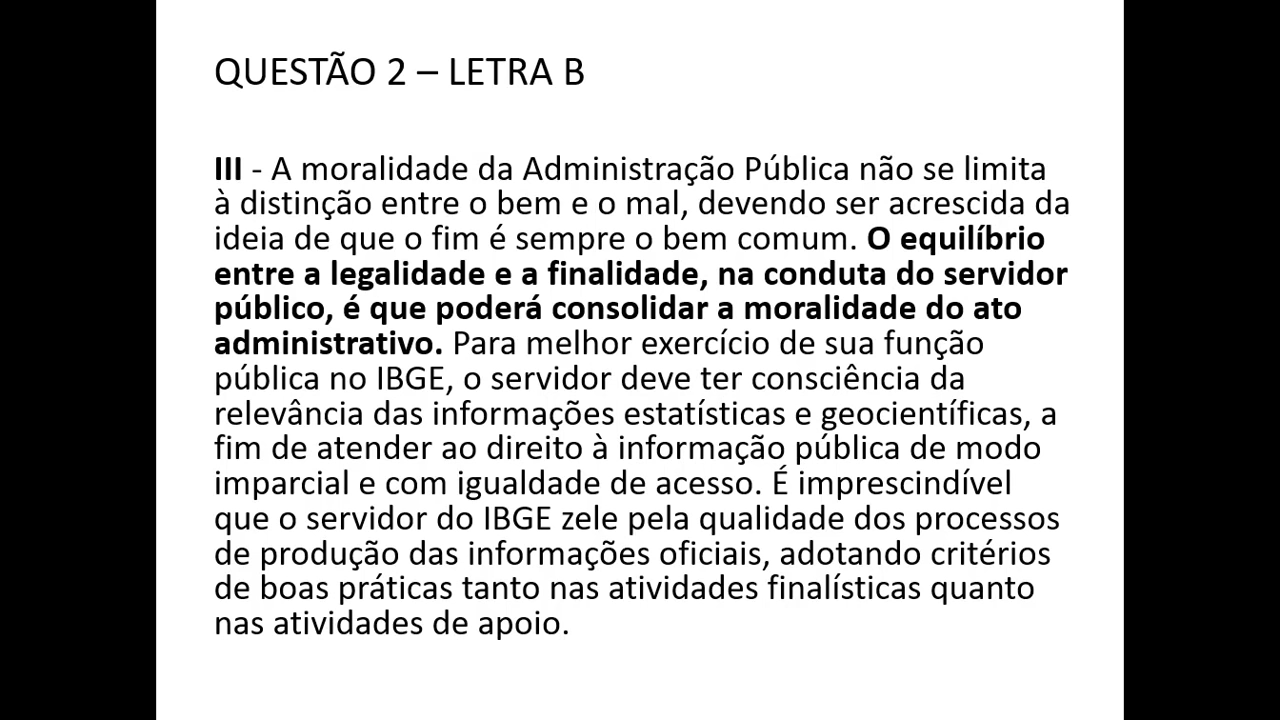 QUESTÃO 2 – LETRA B
III - A moralidade da Administração Pública não se limita
à distinção entre o bem e o mal, devendo ser acrescida da
ideia de que o fim é sempre o bem comum. O equilíbrio
entre a legalidade e a finalidade, na conduta do servidor
público, é que poderá consolidar a moralidade do ato
administrativo. Para melhor exercício de sua função
pública no IBGE, o servidor deve ter consciência da
relevância das informações estatísticas e geocientíficas, a
fim de atender ao direito à informação pública de modo
imparcial e com igualdade de acesso. É imprescindível
que o servidor do IBGE zele pela qualidade dos processos
de produção das informações oficiais, adotando critérios
de boas práticas tanto nas atividades finalísticas quanto
nas atividades de apoio.